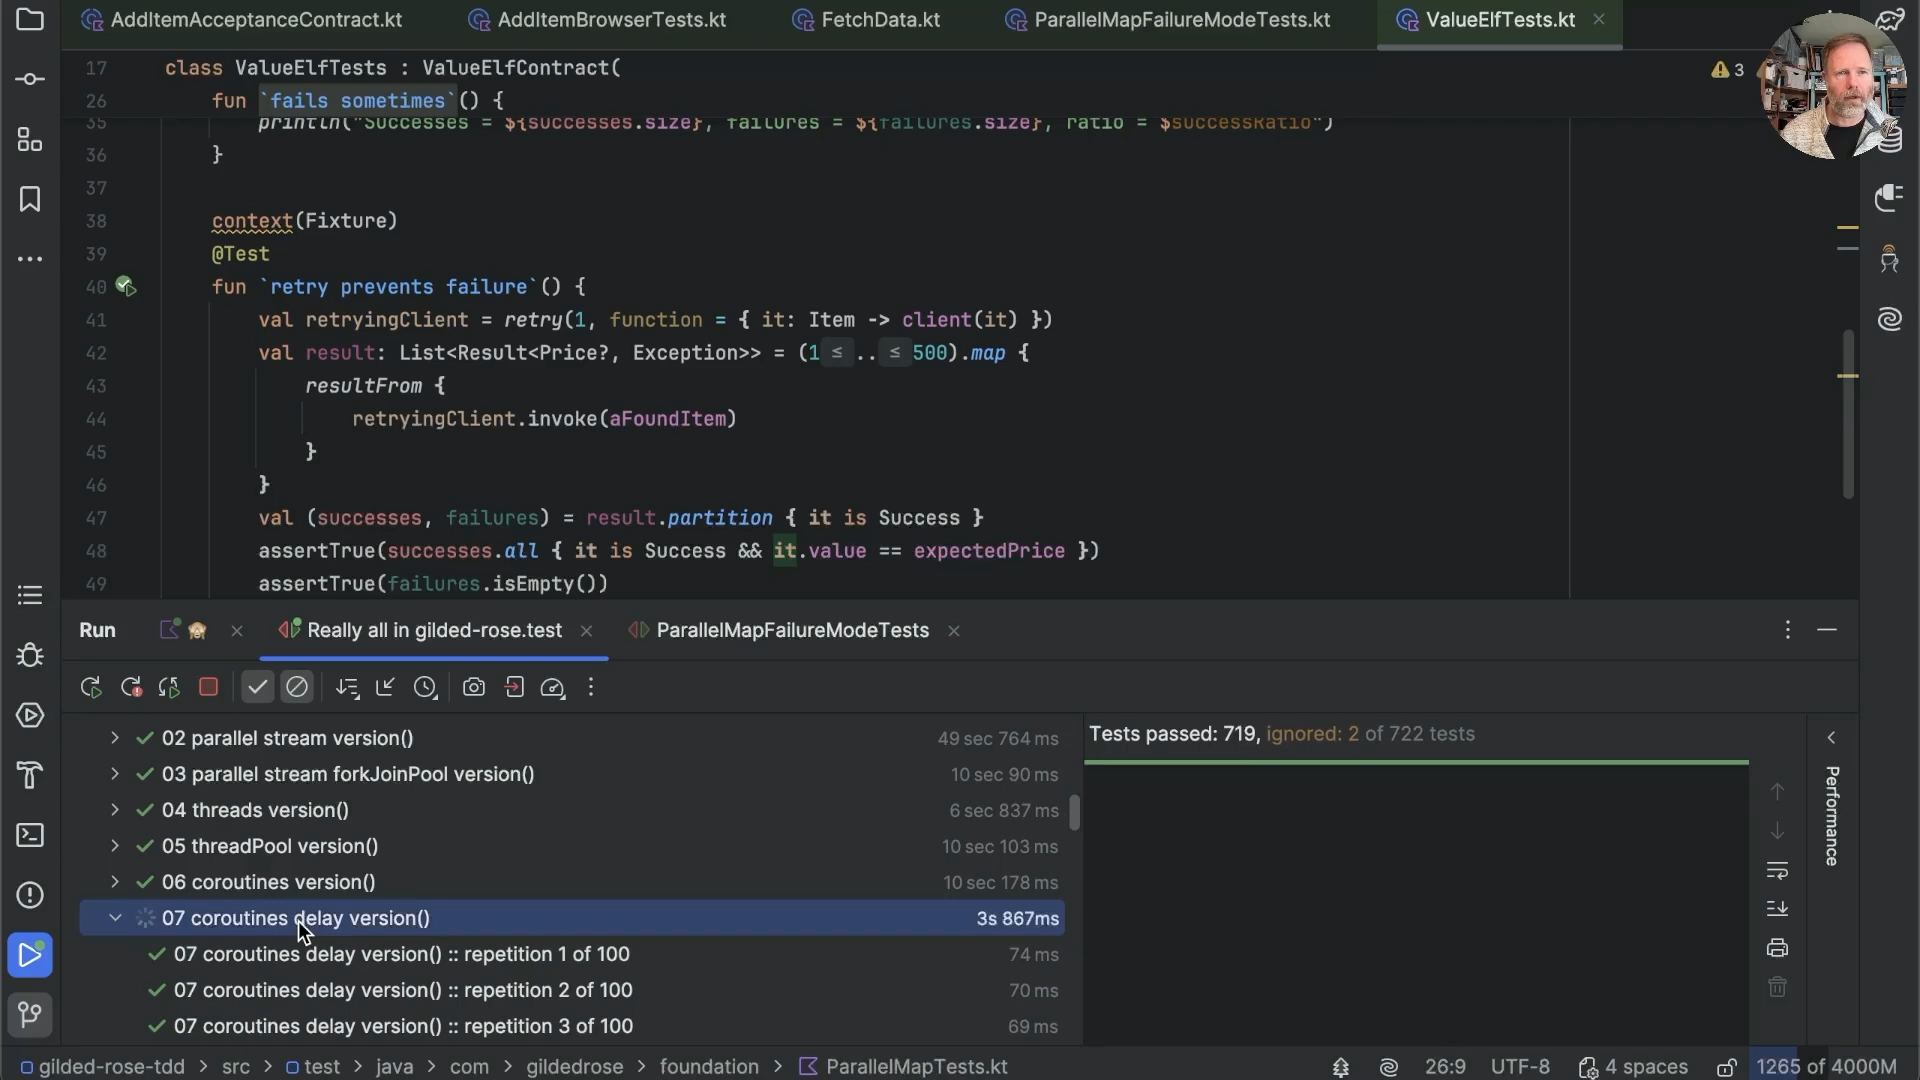 AddItemAcceptanceContract.kt
AddItemBrowserTests.kt
FetchData.kt
ParallelMapFailureModeTests.kt
ValueElfTests.kt
17 class ValueElfTests : ValueElfContract(
3
26 fun `fails sometimes`() {
35 println("Successes = ${successes.size}, failures = ${failures.size}, ratio = $successRatio")
36 }
37
38 context(Fixture)
39 @Test
40 fun `retry prevents failure`() {
41 val retryingClient = retry(1, function = { it: Item -> client(it) })
42 val result: List<Result<Price?, Exception>> = (1 ≤ .. ≤ 500).map {
43 resultFrom {
44 retryingClient.invoke(aFoundItem)
45 }
46 }
47 val (successes, failures) = result.partition { it is Success }
48 assertTrue(successes.all { it is Success && it.value == expectedPrice })
49 assertTrue(failures.isEmpty())
Run
Really all in gilded-rose.test
ParallelMapFailureModeTests
02 parallel stream version() 49 sec 764 ms
03 parallel stream forkJoinPool version() 10 sec 90 ms
04 threads version() 6 sec 837 ms
05 threadPool version() 10 sec 103 ms
06 coroutines version() 10 sec 178 ms
07 coroutines delay version() 3s 867ms
07 coroutines delay version() :: repetition 1 of 100 74 ms
07 coroutines delay version() :: repetition 2 of 100 70 ms
07 coroutines delay version() :: repetition 3 of 100 69 ms
Tests passed: 719, ignored: 2 of 722 tests
Performance
gilded-rose-tdd > src > test > java > com > gildedrose > foundation > ParallelMapTests.kt
26:9 UTF-8 4 spaces 1265 of 4000M